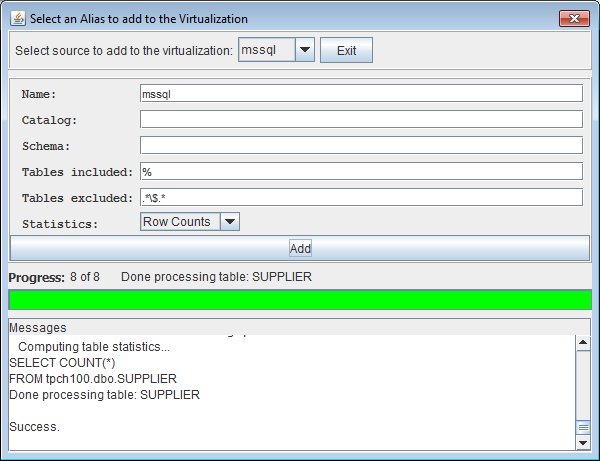 Select an Alias to add to the Virtualization
Select source to add to the virtualization: mssql Exit
Name: mssql
Catalog:
Schema:
Tables included: %
Tables excluded: .*\$.*
Statistics: Row Counts
Add
Progress: 8 of 8 Done processing table: SUPPLIER
Messages
Computing table statistics...
SELECT COUNT(*)
FROM tpch100.dbo.SUPPLIER
Done processing table: SUPPLIER
Success.